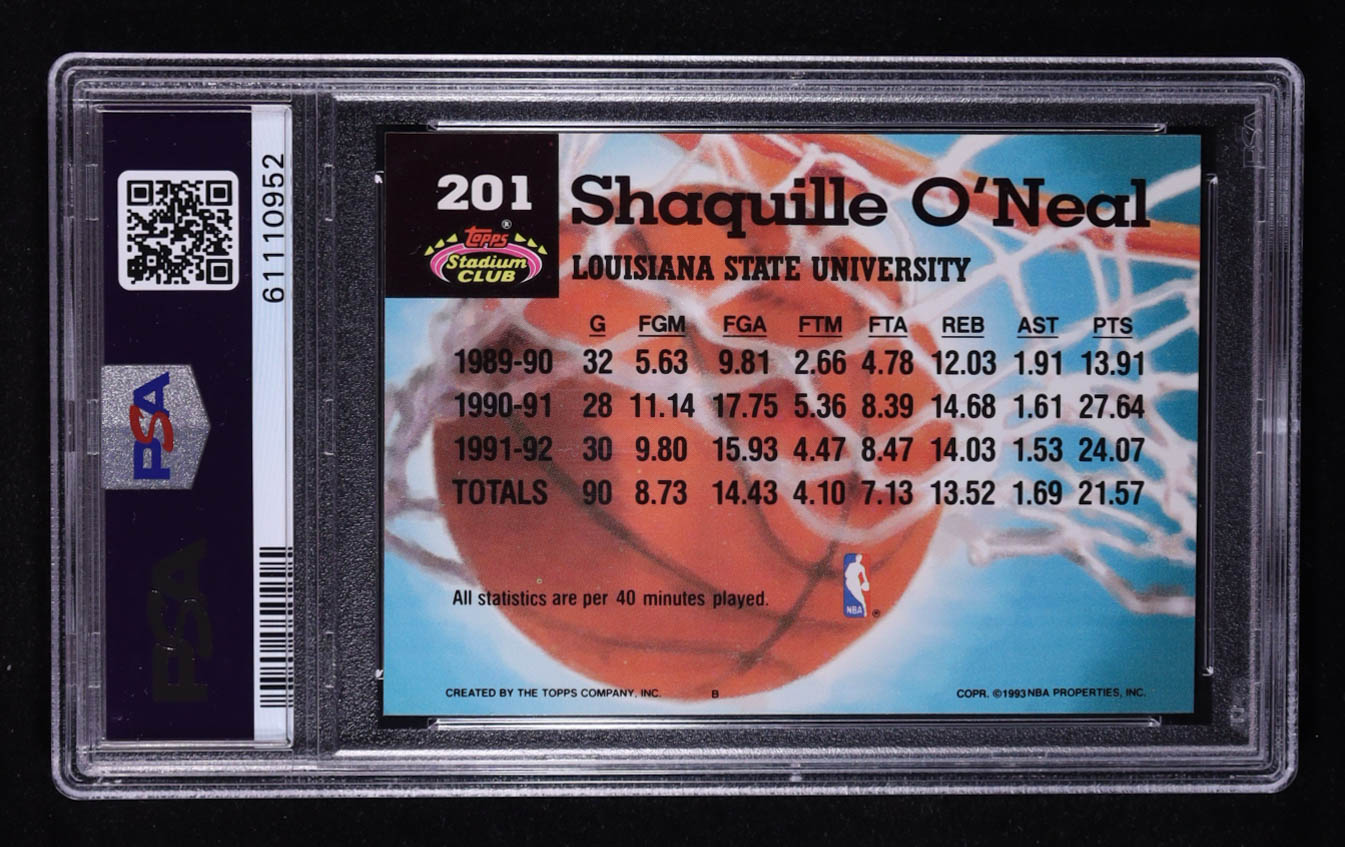 61110952
PSA
PSA
201
Topps®
Stadium
CLUB
Shaquille O'Neal
LOUISIANA STATE UNIVERSITY
G FGM FGA FTM FTA REB AST PTS
1989-90 32 5.63 9.81 2.66 4.78 12.03 1.91 13.91
1990-91 28 11.14 17.75 5.36 8.39 14.68 1.61 27.64
1991-92 30 9.80 15.93 4.47 8.47 14.03 1.53 24.07
TOTALS 90 8.73 14.43 4.10 7.13 13.52 1.69 21.57
All statistics are per 40 minutes played.
NBA ®
CREATED BY THE TOPPS COMPANY, INC. B COPR. ©1993 NBA PROPERTIES, INC.
PSA